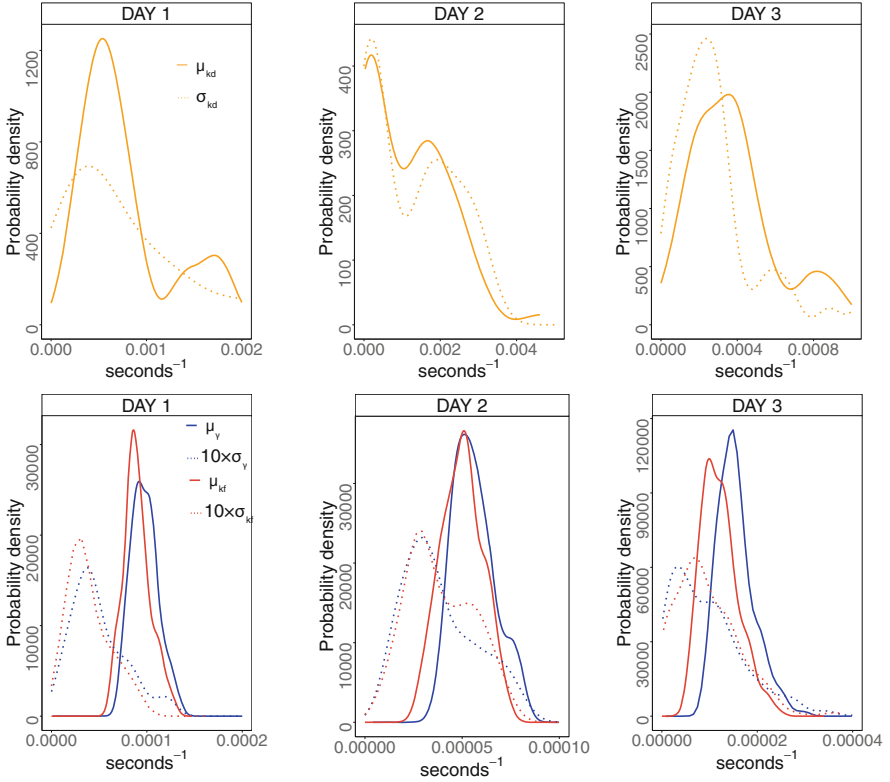 DAY 1
DAY 2
DAY 3
Probability density
0
400
800
1200
μkd
σkd
0.000
0.001
0.002
seconds⁻¹
Probability density
0
100
200
300
400
0.000
0.002
0.004
seconds⁻¹
Probability density
0
500
1000
1500
2000
2500
0.0000
0.0004
0.0008
seconds⁻¹
DAY 1
DAY 2
DAY 3
Probability density
0
10000
20000
30000
μγ
10×σγ
μkf
10×σkf
0.0000
0.0001
0.0002
seconds⁻¹
Probability density
0
10000
20000
30000
0.00000
0.00005
0.00010
seconds⁻¹
Probability density
0
30000
60000
90000
120000
0.00000
0.00002
0.00004
seconds⁻¹